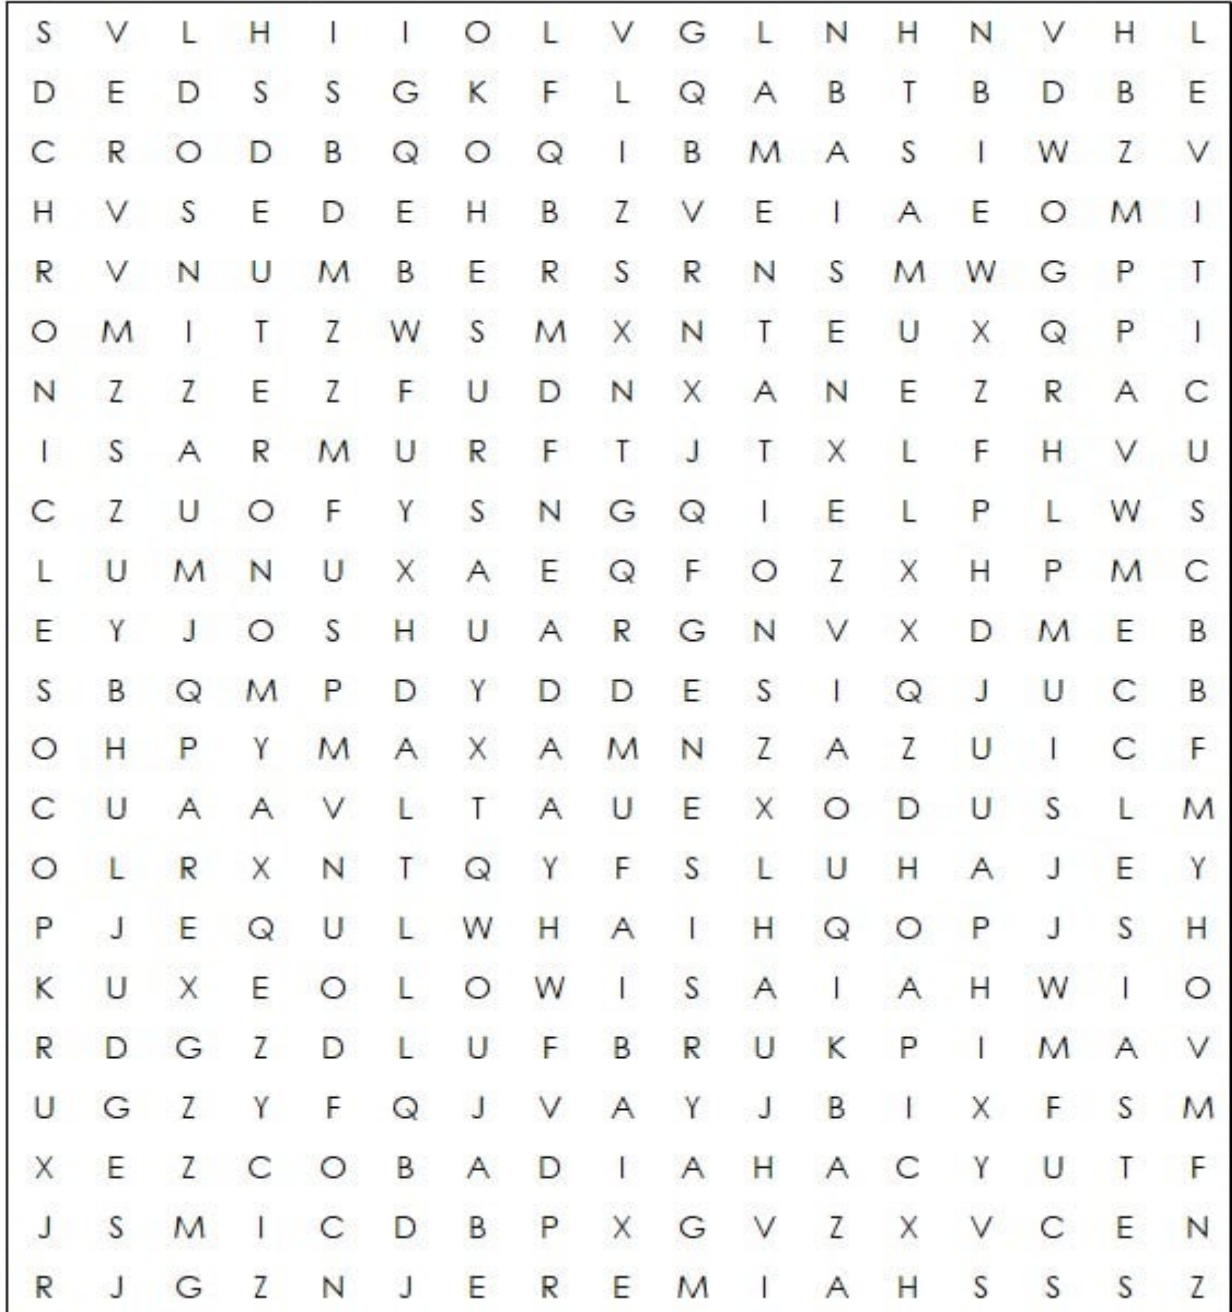 S V L H I I O L V G L N H N V H L
D E D S S G K F L Q A B T B D B E
C R O D B Q O Q I B M A S I W Z V
H V S E D E H B Z V E I A E O M I
R V N U M B E R S R N S M W G P T
O M I T Z W S M X N T E U X Q P I
N Z Z E Z F U D N X A N E Z R A C
I S A R M U R F T J T X L F H V U
C Z U O F Y S N G Q I E L P L W S
L U M N U X A E Q F O Z X H P M C
E Y J O S H U A R G N V X D M E B
S B Q M P D Y D D E S I Q J U C B
O H P Y M A X A M N Z A Z U I C F
C U A A V L T A U E X O D U S L M
O L R X N T Q Y F S L U H A J E Y
P J E Q U L W H A I H Q O P J S H
K U X E O L O W I S A I A H W I O
R D G Z D L U F B R U K P I M A V
U G Z Y F Q J V A Y J B I X F S M
X E Z C O B A D I A H A C Y U T F
J S M I C D B P X G V Z X V C E N
R J G Z N J E R E M I A H S S S Z